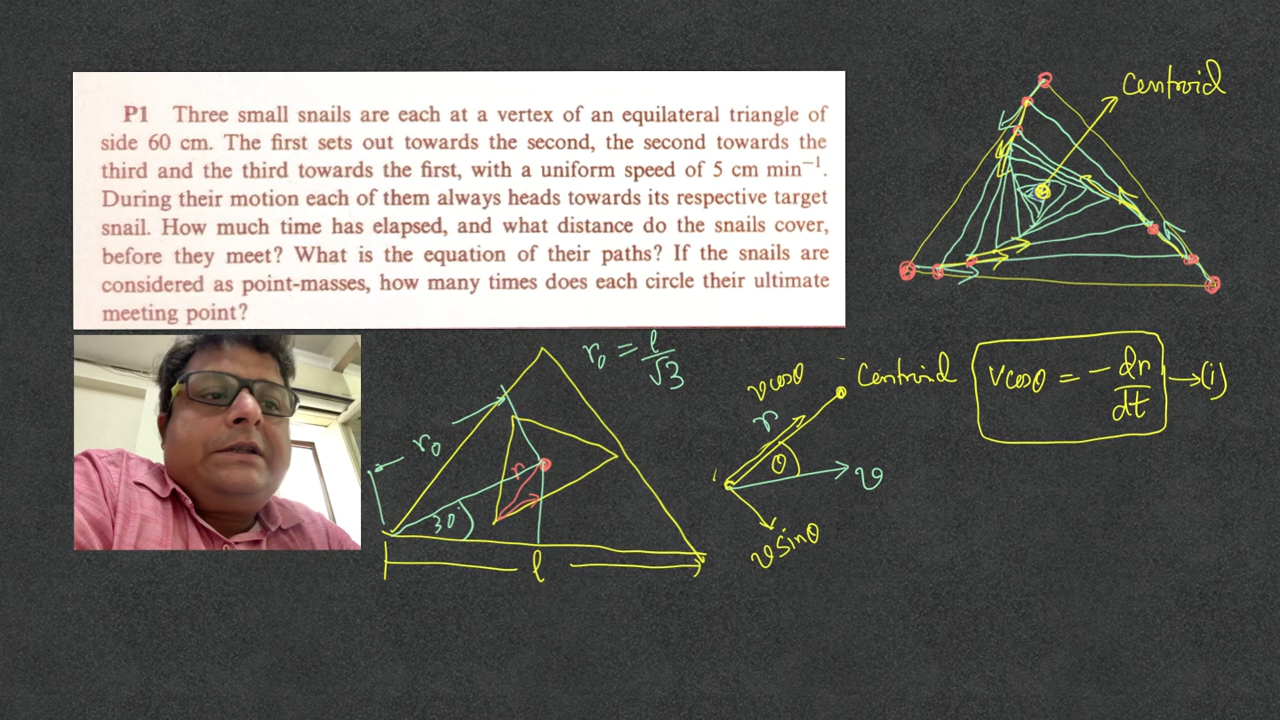 P1 Three small snails are each at a vertex of an equilateral triangle of
side 60 cm. The first sets out towards the second, the second towards the
third and the third towards the first, with a uniform speed of 5 cm min⁻¹.
During their motion each of them always heads towards its respective target
snail. How much time has elapsed, and what distance do the snails cover,
before they meet? What is the equation of their paths? If the snails are
considered as point-masses, how many times does each circle their ultimate
meeting point?
centroid
r₀ = l/√3
r₀
r
30°
l
vcosθ
r
θ
v
vsinθ
Centroid
vcosθ = - dr/dt → (1)